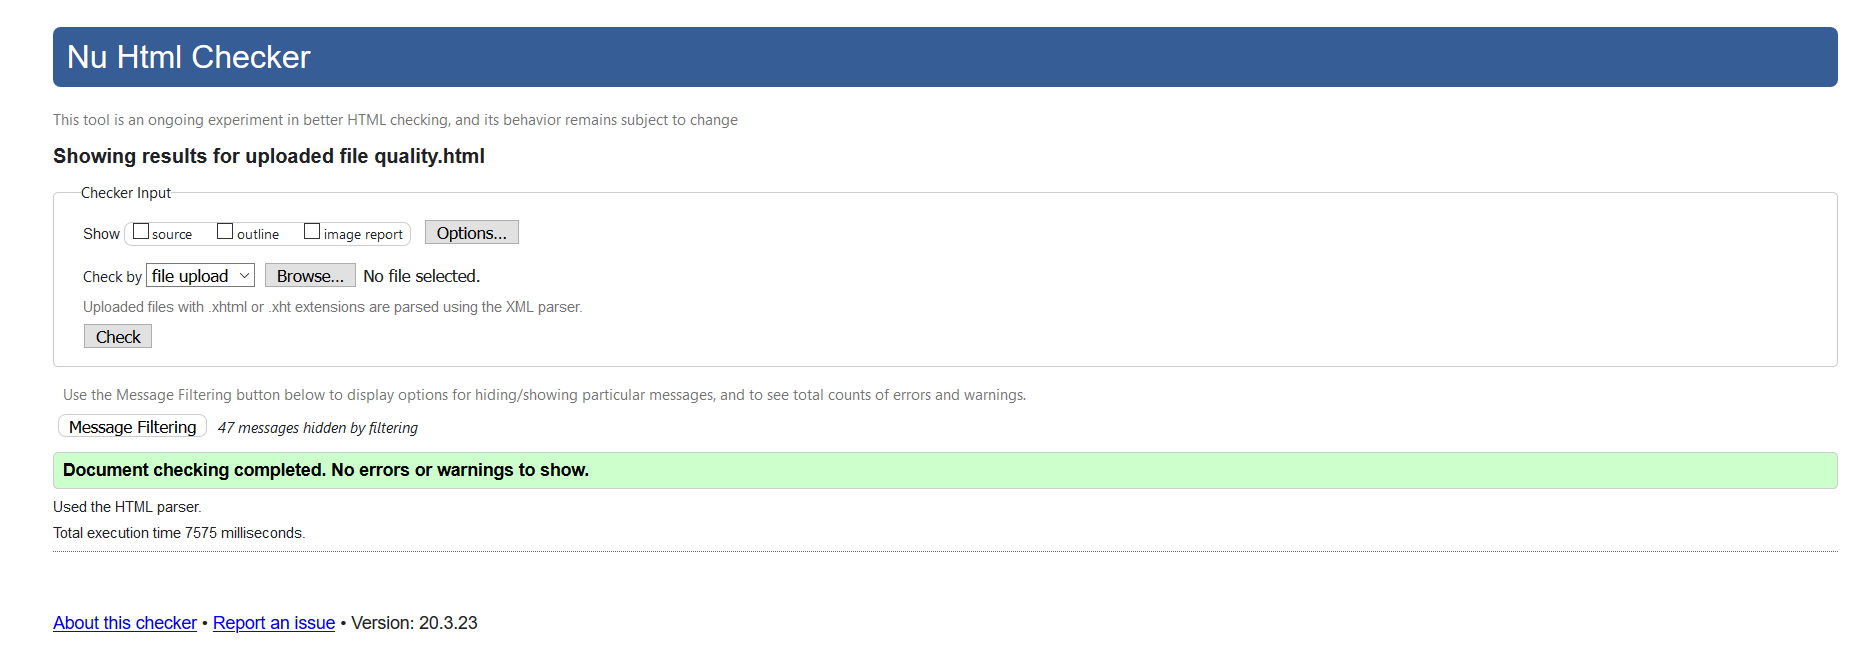 Nu Html Checker
This tool is an ongoing experiment in better HTML checking, and its behavior remains subject to change
Showing results for uploaded file quality.html
Checker Input
Show source outline image report Options...
Check by file upload Browse... No file selected.
Uploaded files with .xhtml or .xht extensions are parsed using the XML parser.
Check
Use the Message Filtering button below to display options for hiding/showing particular messages, and to see total counts of errors and warnings.
Message Filtering 47 messages hidden by filtering
Document checking completed. No errors or warnings to show.
Used the HTML parser.
Total execution time 7575 milliseconds.
About this checker • Report an issue • Version: 20.3.23